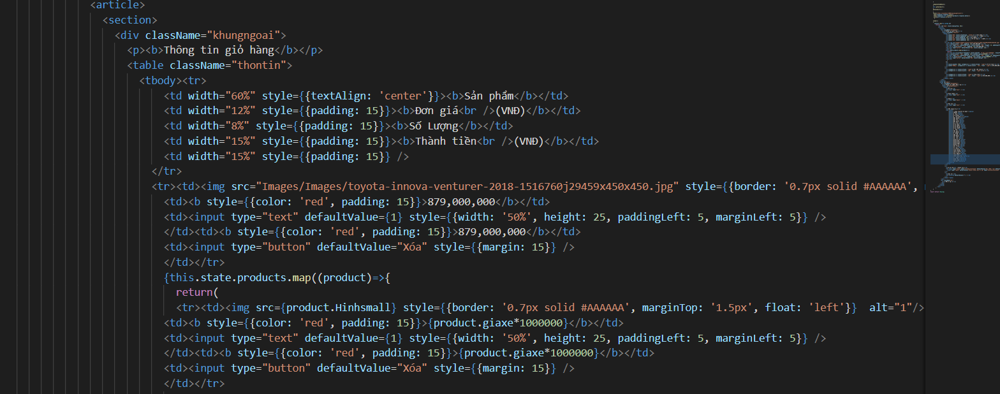 <article>
<section>
<div className="khungngoai">
<p><b>Thông tin giỏ hàng</b></p>
<table className="thontin">
<tbody><tr>
<td width="60%" style={{textAlign: 'center'}}><b>Sản phẩm</b></td>
<td width="12%" style={{padding: 15}}><b>Đơn giá<br />(VNĐ)</b></td>
<td width="8%" style={{padding: 15}}><b>Số Lượng</b></td>
<td width="15%" style={{padding: 15}}><b>Thành tiền<br />(VNĐ)</b></td>
<td width="15%" style={{padding: 15}} />
</tr>
<tr><td><img src="Images/Images/toyota-innova-venturer-2018-1516760j29459x450x450.jpg" style={{border: '0.7px solid #AAAAAA',
<td><b style={{color: 'red', padding: 15}}>879,000,000</b></td>
<td><input type="text" defaultValue={1} style={{width: '50%', height: 25, paddingLeft: 5, marginLeft: 5}} />
</td><td><b style={{color: 'red', padding: 15}}>879,000,000</b></td>
<td><input type="button" defaultValue="Xóa" style={{margin: 15}} />
</td></tr>
{this.state.products.map((product)=>{
return(
<tr><td><img src={product.Hinhsmall} style={{border: '0.7px solid #AAAAAA', marginTop: '1.5px', float: 'left'}}  alt="1"/>
<td><b style={{color: 'red', padding: 15}}>{product.giaxe*1000000}</b></td>
<td><input type="text" defaultValue={1} style={{width: '50%', height: 25, paddingLeft: 5, marginLeft: 5}} />
</td><td><b style={{color: 'red', padding: 15}}>{product.giaxe*1000000}</b></td>
<td><input type="button" defaultValue="Xóa" style={{margin: 15}} />
</td></tr>